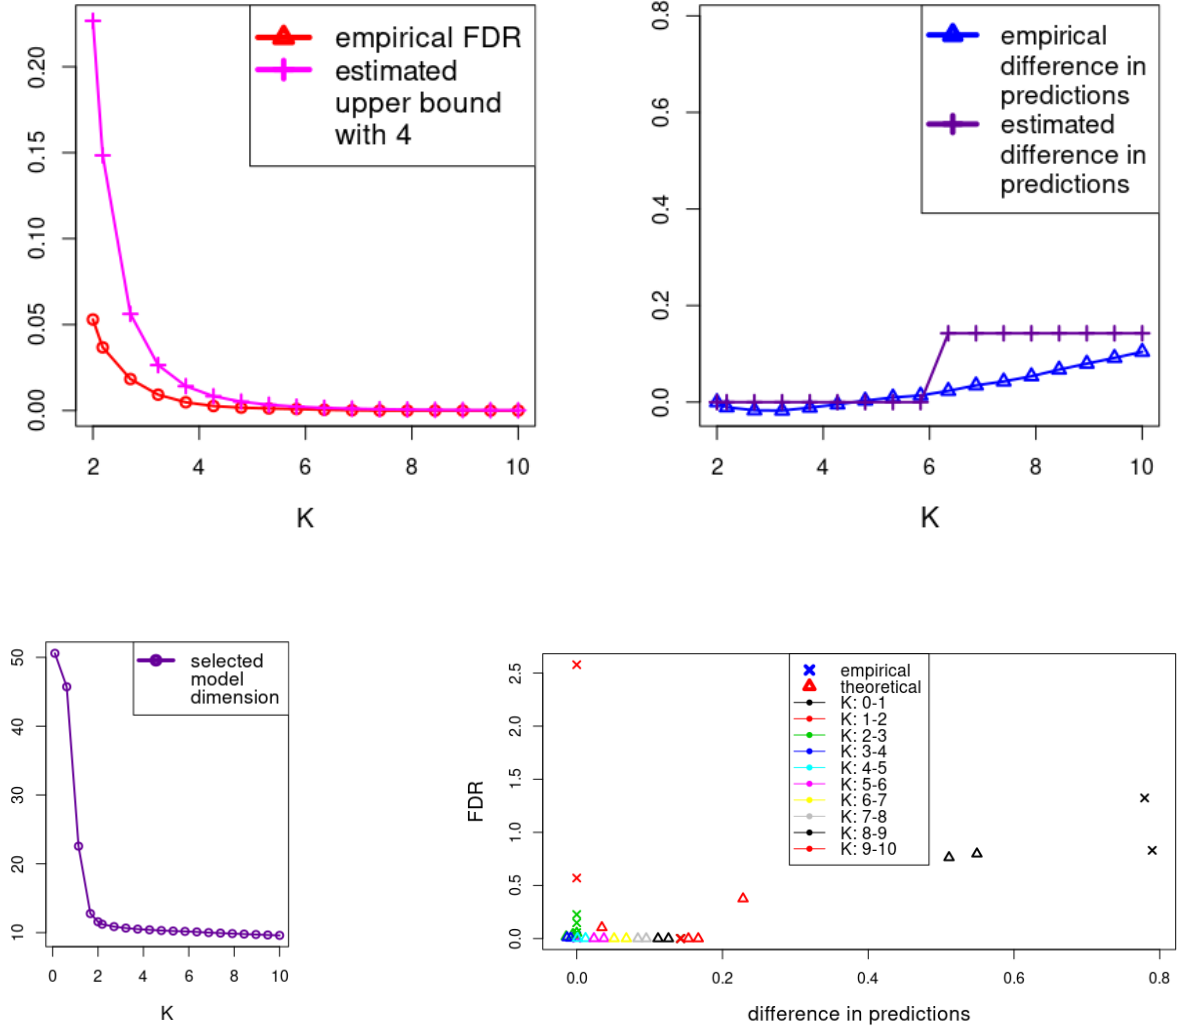 empirical FDR
estimated
upper bound
with 4
0.20
0.15
0.10
0.05
0.00
2 4 6 8 10
K
empirical
difference in
predictions
estimated
difference in
predictions
0.8
0.6
0.4
0.2
0.0
2 4 6 8 10
K
selected
model
dimension
50
40
30
20
10
0 2 4 6 8 10
K
empirical
theoretical
K: 0-1
K: 1-2
K: 2-3
K: 3-4
K: 4-5
K: 5-6
K: 6-7
K: 7-8
K: 8-9
K: 9-10
FDR
2.5
2.0
1.5
1.0
0.5
0.0
0.0 0.2 0.4 0.6 0.8
difference in predictions